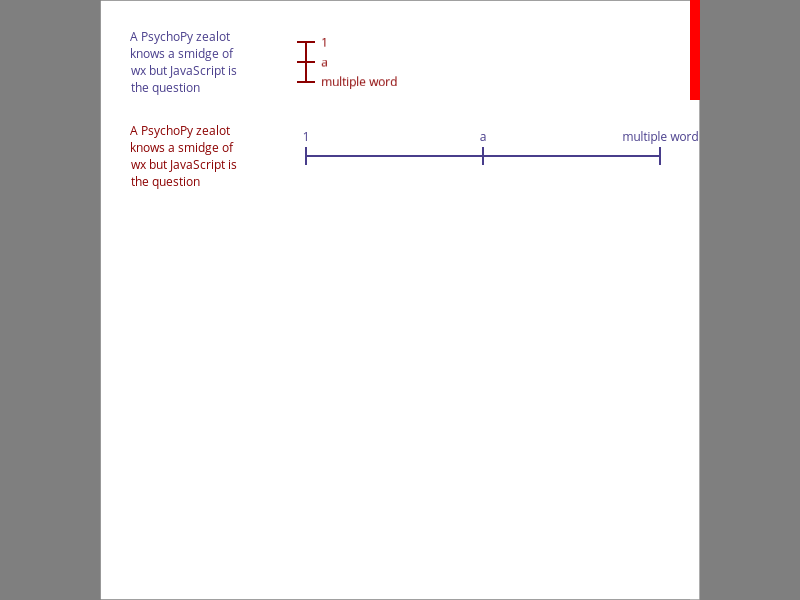 A PsychoPy zealot
knows a smidge of
wx but JavaScript is
the question
1
a
multiple word
A PsychoPy zealot
knows a smidge of
wx but JavaScript is
the question
1 a multiple word